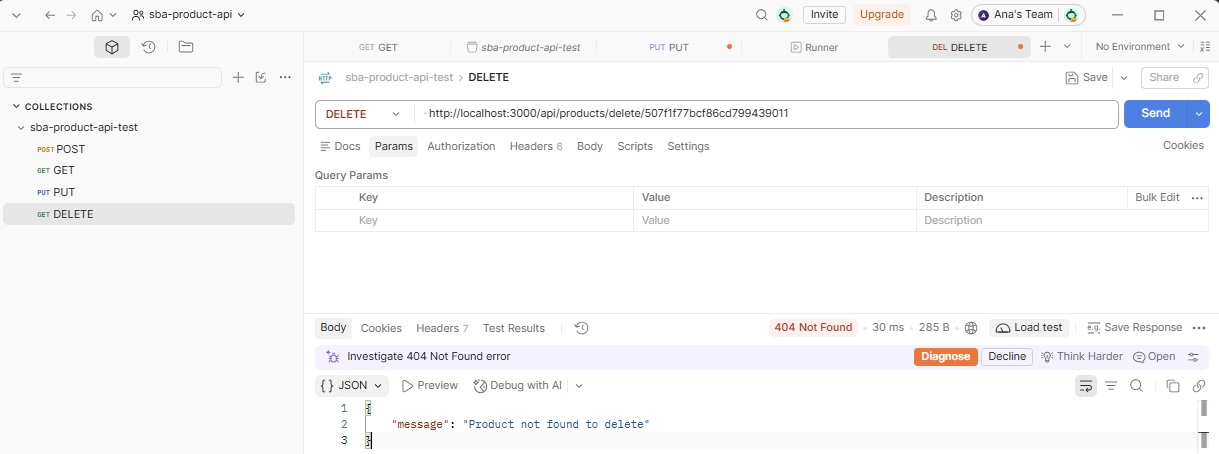 sba-product-api
Invite
Upgrade
A Ana's Team
GET GET
sba-product-api-test
PUT PUT
Runner
DEL DELETE
No Environment
HTTP sba-product-api-test › DELETE
Save
Share
COLLECTIONS
sba-product-api-test
POST POST
GET GET
PUT PUT
GET DELETE
DELETE
http://localhost:3000/api/products/delete/507f1f77bcf86cd799439011
Send
Docs Params Authorization Headers 6 Body Scripts Settings
Cookies
Query Params
Key Value Description Bulk Edit
Key Value Description
Body Cookies Headers 7 Test Results
404 Not Found • 30 ms • 285 B
Load test
e.g. Save Response
Investigate 404 Not Found error
Diagnose Decline Think Harder Open
{} JSON Preview Debug with AI
1 {
2 "message": "Product not found to delete"
3 }